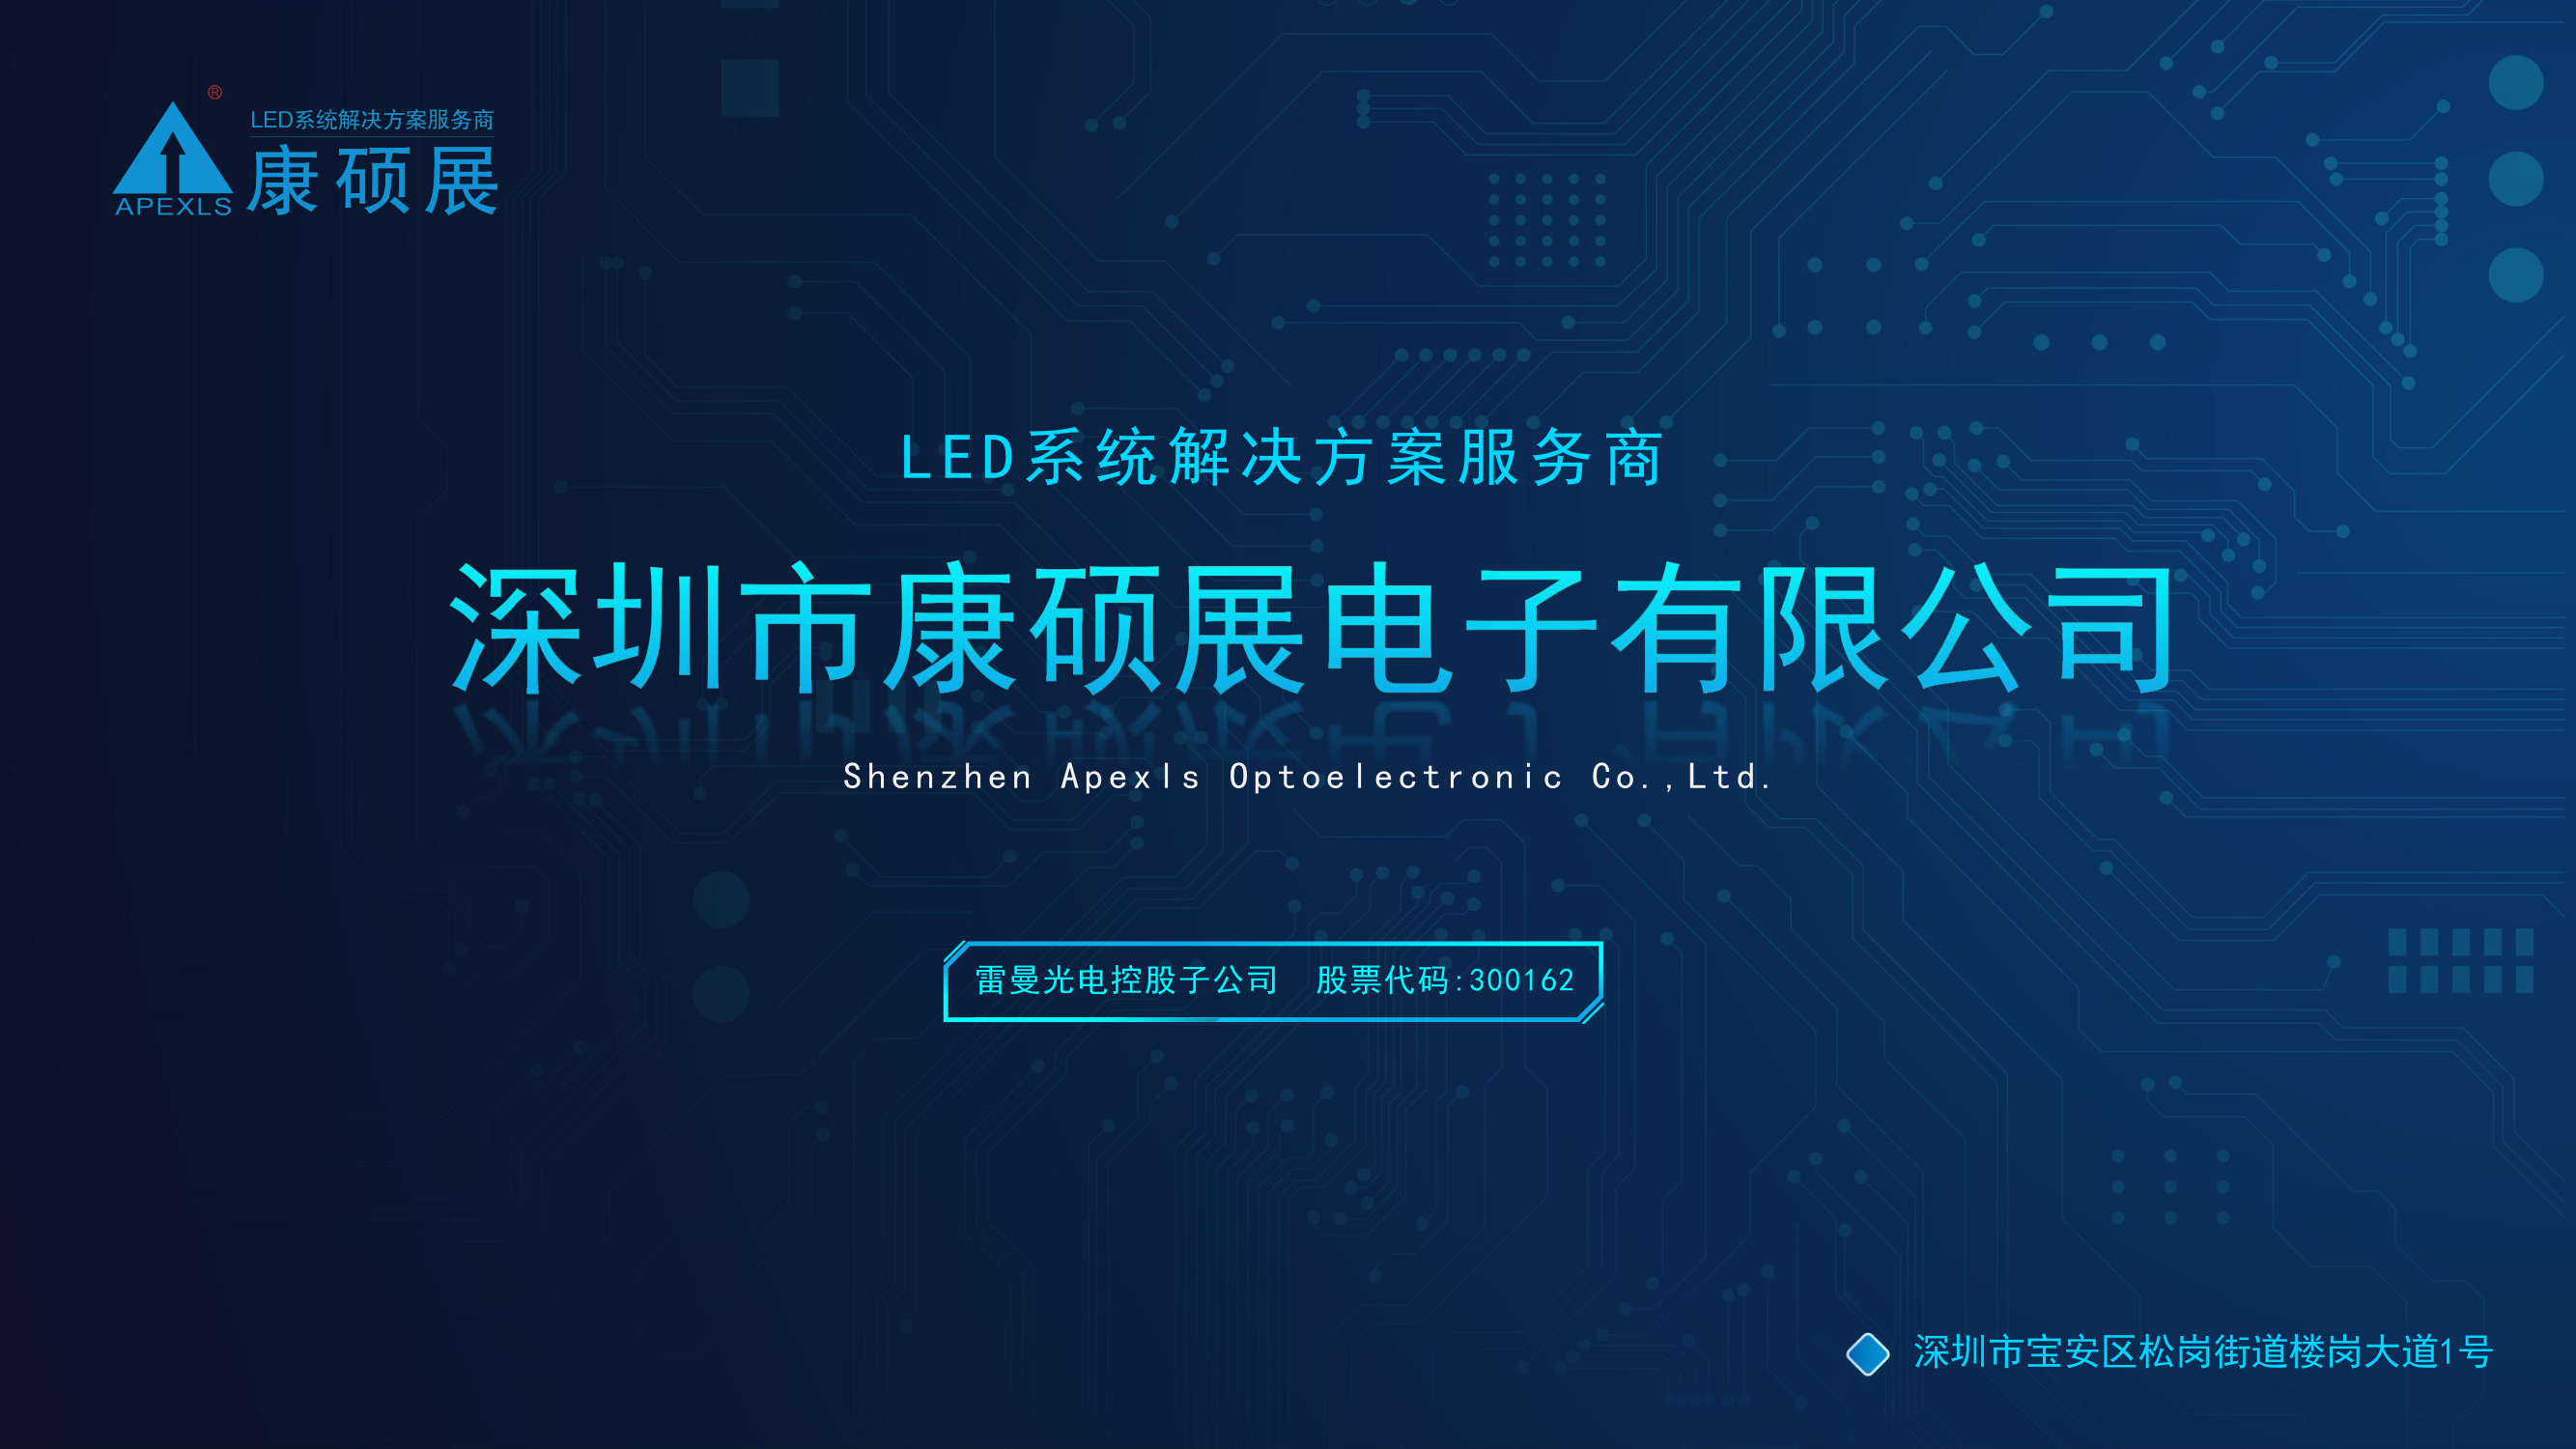 ®
LED系统解决方案服务商
康硕展
APEXLS
LED系统解决方案服务商
深圳市康硕展电子有限公司
Shenzhen Apexls Optoelectronic Co.,Ltd.
雷曼光电控股子公司 股票代码:300162
深圳市宝安区松岗街道楼岗大道1号